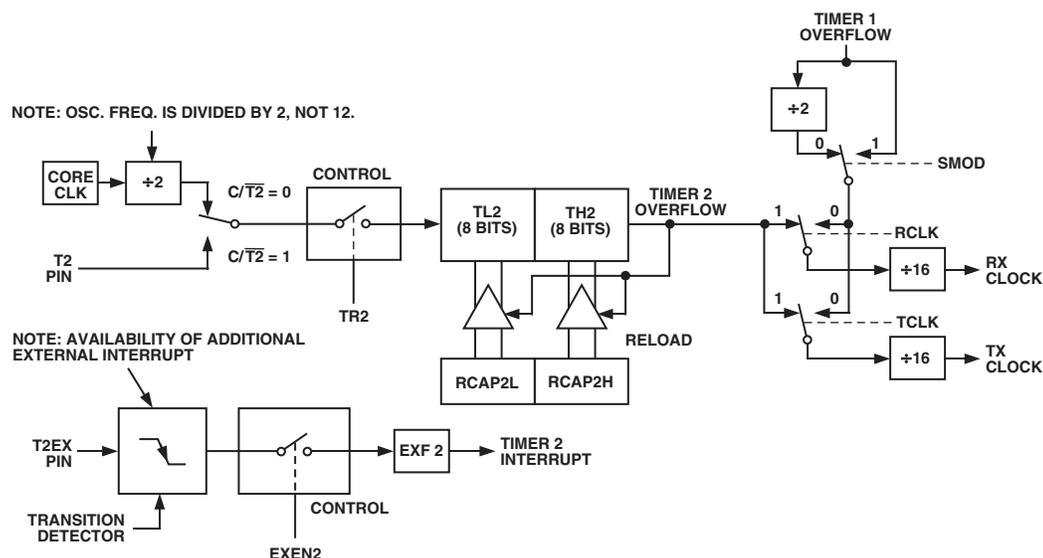 TIMER 1
OVERFLOW
÷2
0
1
SMOD
NOTE: OSC. FREQ. IS DIVIDED BY 2, NOT 12.
CORE
CLK
÷2
C/T̅2̅ = 0
C/T̅2̅ = 1
T2
PIN
CONTROL
TR2
TL2
(8 BITS)
TH2
(8 BITS)
TIMER 2
OVERFLOW
1
0
RCLK
÷16
RX
CLOCK
1
0
TCLK
÷16
TX
CLOCK
RELOAD
RCAP2L
RCAP2H
NOTE: AVAILABILITY OF ADDITIONAL
EXTERNAL INTERRUPT
T2EX
PIN
TRANSITION
DETECTOR
CONTROL
EXEN2
EXF 2
TIMER 2
INTERRUPT